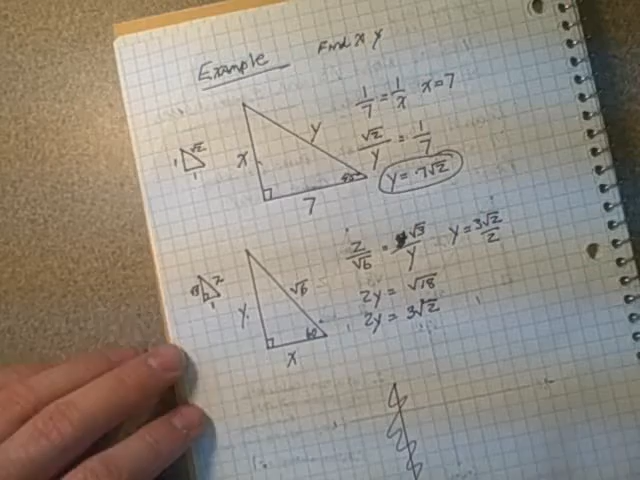 Example Find x y
1/7 = 1/x x=7
√2/y = 1/7
y = 7√2
1 √2 1
x y 45 7
2/√6 = √3/y y = 3√2/2
2y = √18
2y = 3√2
2 1
y √6 60 x